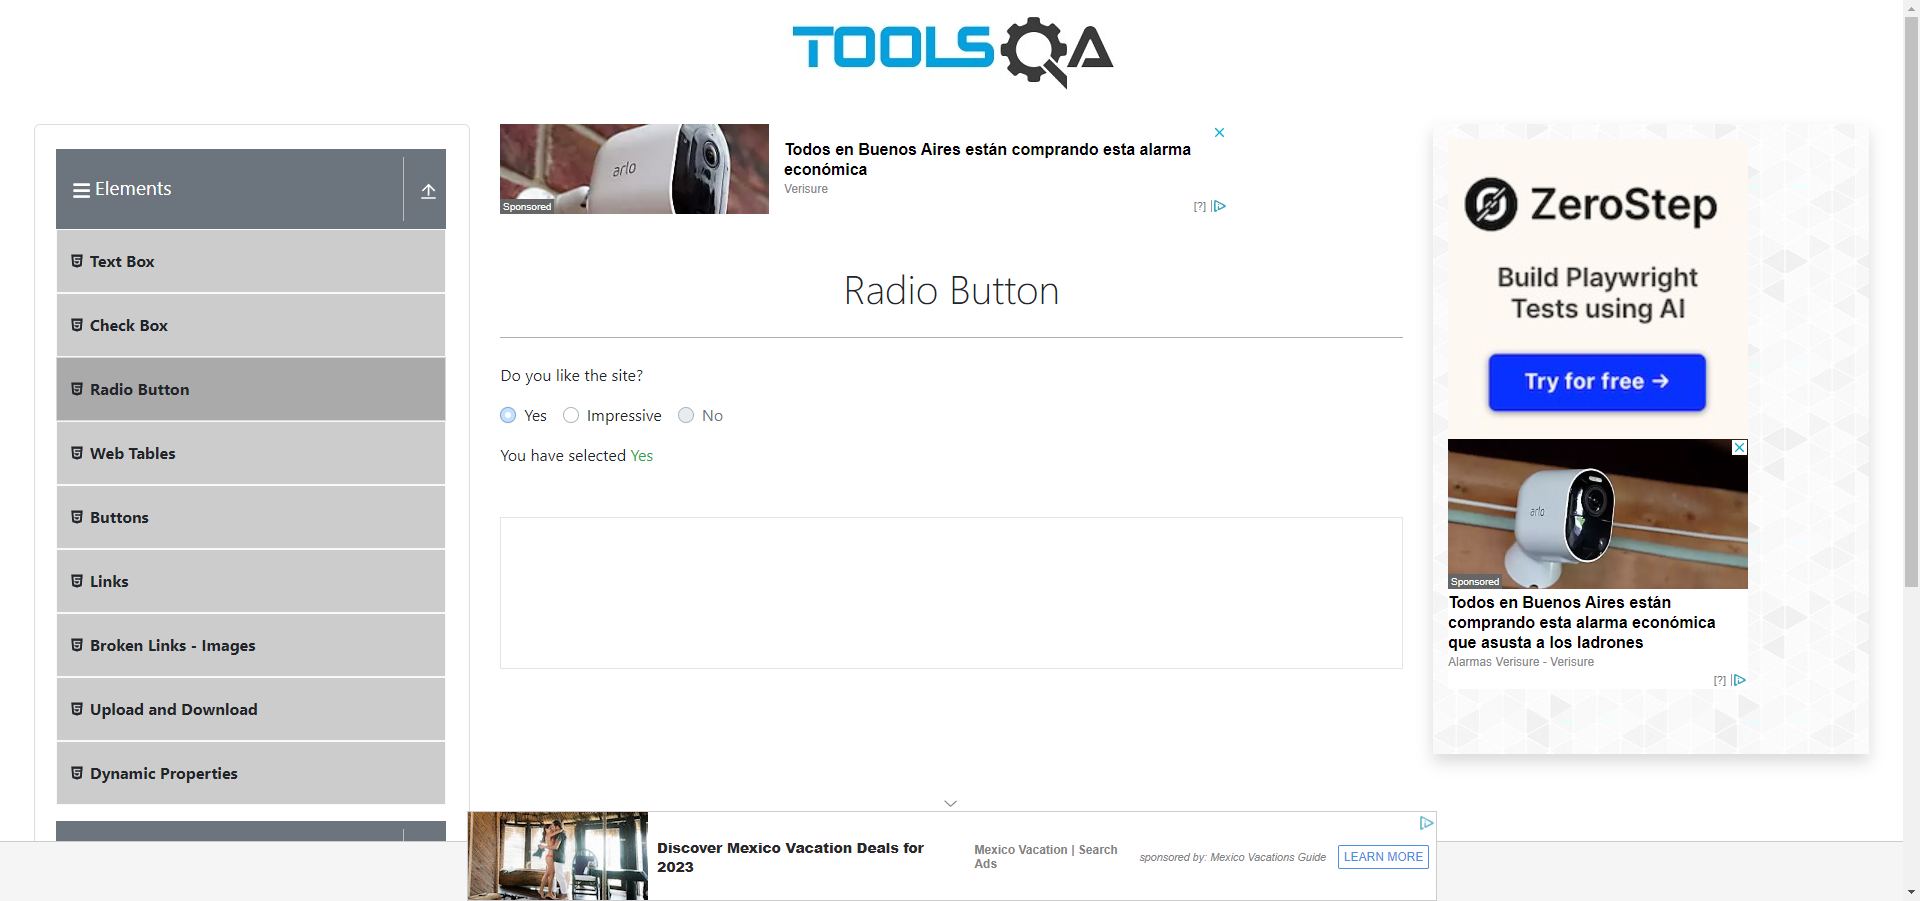 TOOLSQA
Elements
Text Box
Check Box
Radio Button
Web Tables
Buttons
Links
Broken Links - Images
Upload and Download
Dynamic Properties
arlo
Sponsored
Todos en Buenos Aires están comprando esta alarma
económica
Verisure
[?]
Radio Button
Do you like the site?
Yes Impressive No
You have selected Yes
ZeroStep
Build Playwright
Tests using AI
Try for free →
arlo
Sponsored
Todos en Buenos Aires están
comprando esta alarma económica
que asusta a los ladrones
Alarmas Verisure - Verisure
[?]
Discover Mexico Vacation Deals for
2023
Mexico Vacation | Search
Ads
sponsored by: Mexico Vacations Guide
LEARN MORE